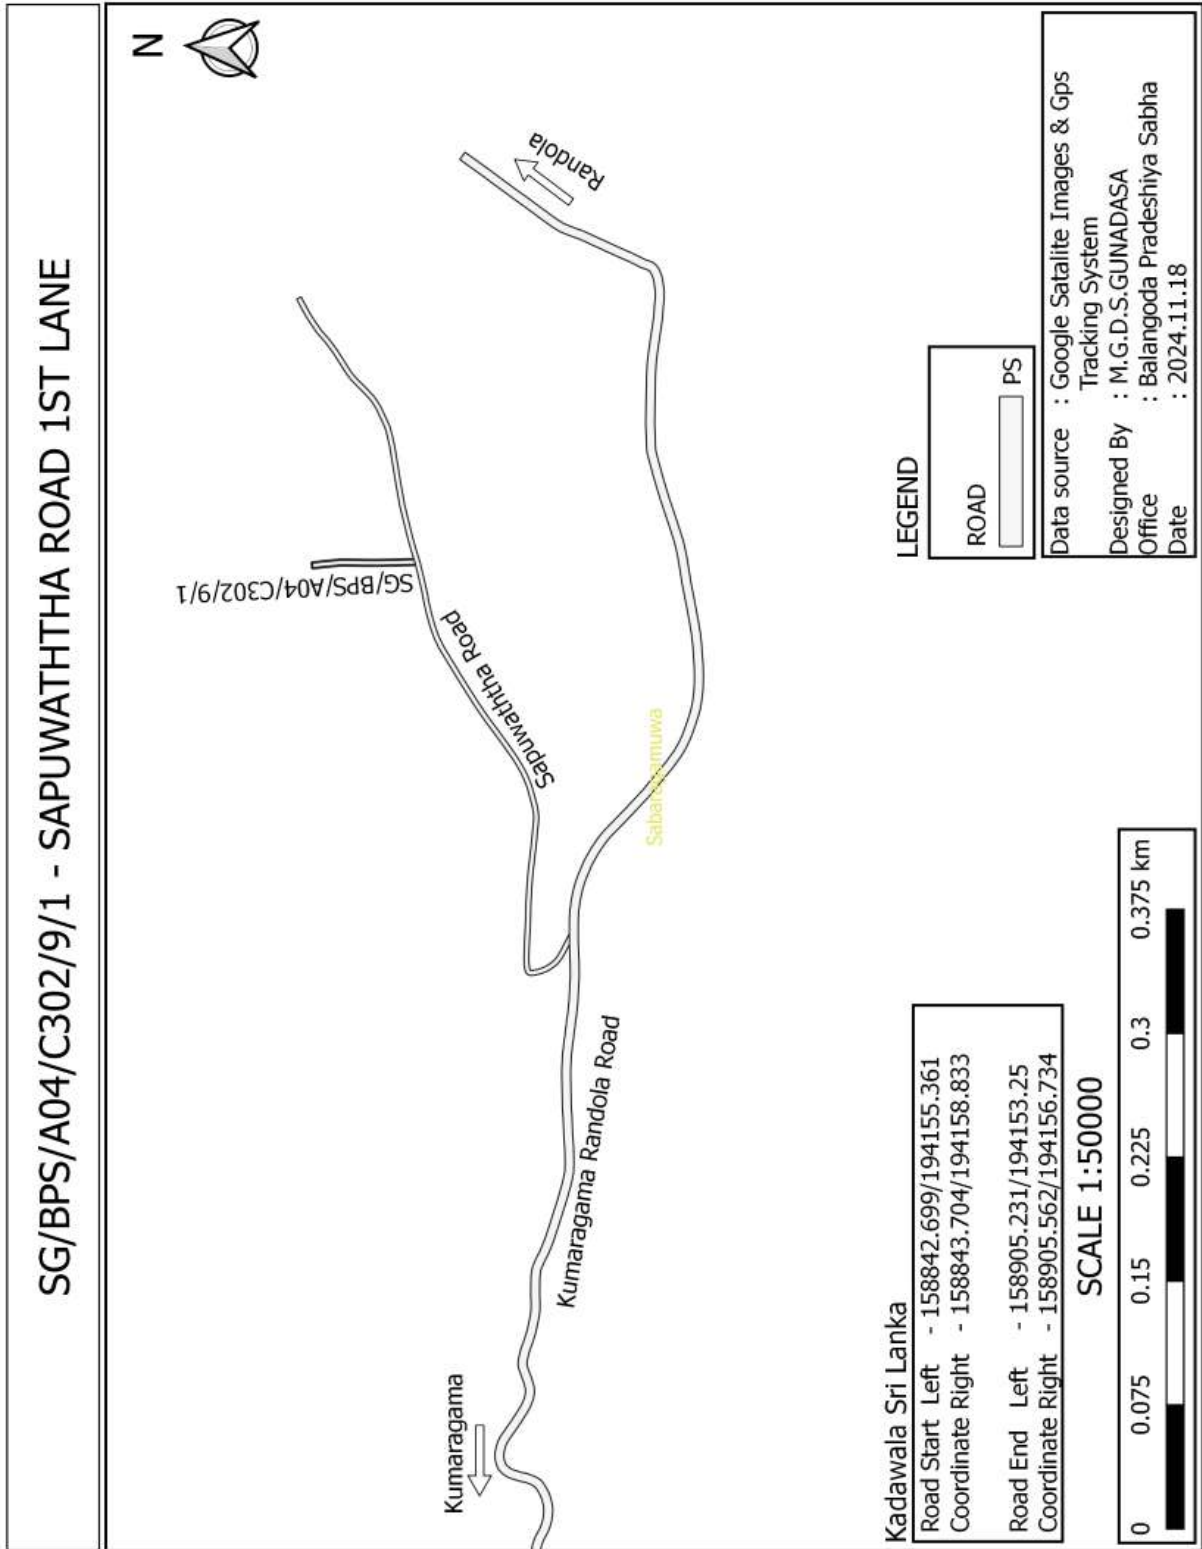 SG/BPS/A04/C302/9/1 - SAPUWATHTHA ROAD 1ST LANE
N
Randola
SG/BPS/A04/C302/9/1
Sapuwaththa Road
Sabaragamuwa
Kumaragama Randola Road
Kumaragama
Kadawala Sri Lanka
Road Start Left - 158842.699/194155.361
Coordinate Right - 158843.704/194158.833
Road End Left - 158905.231/194153.25
Coordinate Right - 158905.562/194156.734
SCALE 1:50000
0 0.075 0.15 0.225 0.3 0.375 km
LEGEND
ROAD
PS
Data source : Google Satalite Images & Gps
Tracking System
Designed By : M.G.D.S.GUNADASA
Office : Balangoda Pradeshiya Sabha
Date : 2024.11.18